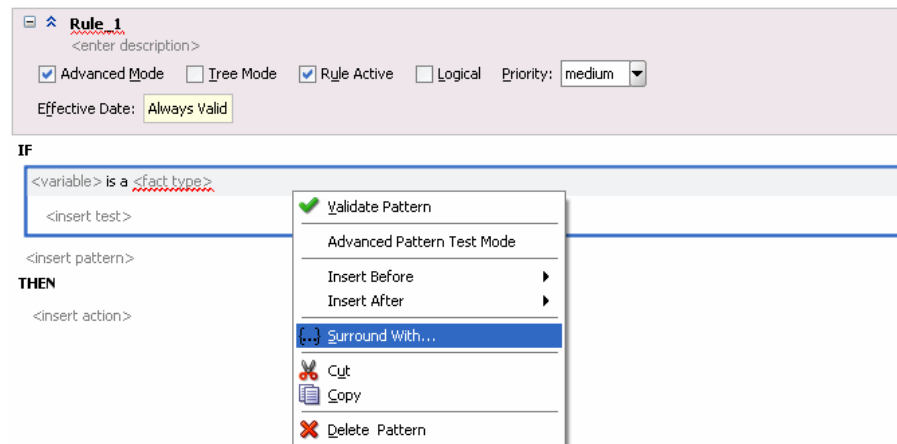 Rule_1
<enter description>
Advanced Mode Tree Mode Rule Active Logical Priority: medium
Effective Date: Always Valid
IF
<variable> is a <fact type>
<insert test>
<insert pattern>
THEN
<insert action>
Validate Pattern
Advanced Pattern Test Mode
Insert Before
Insert After
{...} Surround With...
Cut
Copy
Delete Pattern